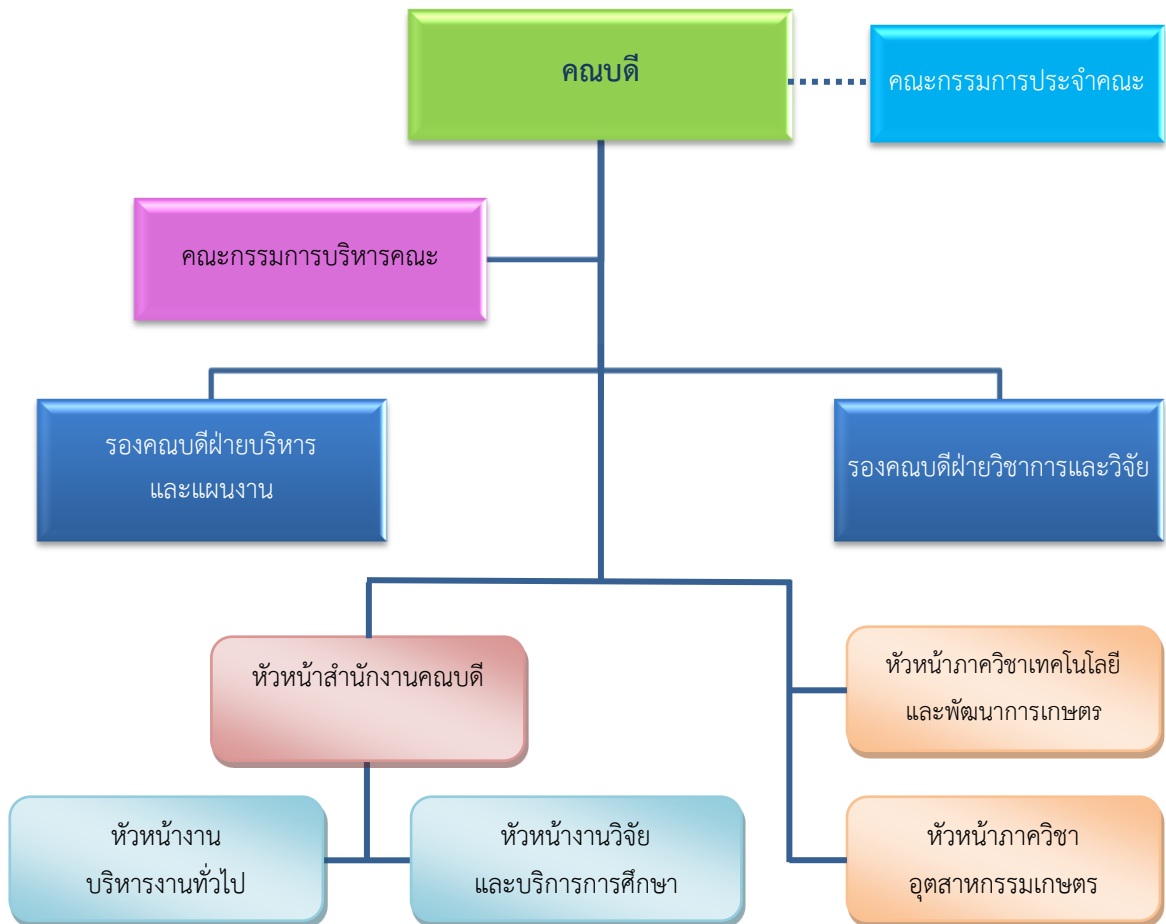 คณบดี
คณะกรรมการประจำคณะ
คณะกรรมการบริหารคณะ
รองคณบดีฝ่ายบริหาร
และแผนงาน
รองคณบดีฝ่ายวิชาการและวิจัย
หัวหน้าสำนักงานคณบดี
หัวหน้าภาควิชาเทคโนโลยี
และพัฒนาการเกษตร
หัวหน้างาน
บริหารงานทั่วไป
หัวหน้างานวิจัย
และบริการการศึกษา
หัวหน้าภาควิชา
อุตสาหกรรมเกษตร